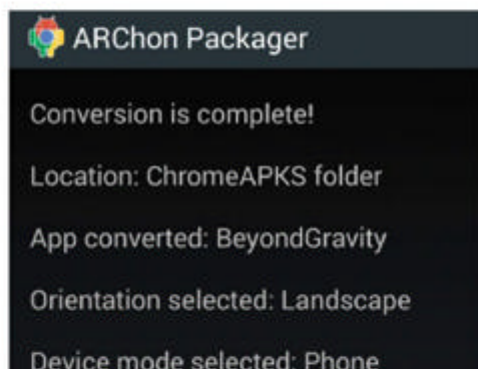 ARChon Packager
Conversion is complete!
Location: ChromeAPKS folder
App converted: BeyondGravity
Orientation selected: Landscape
Device mode selected: Phone